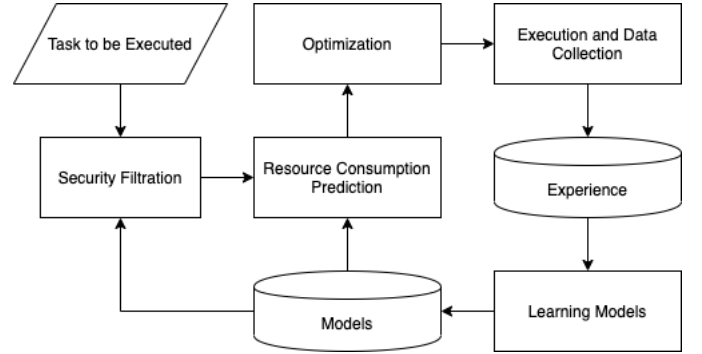 Task to be Executed
Optimization
Execution and Data
Collection
Security Filtration
Resource Consumption
Prediction
Experience
Models
Learning Models